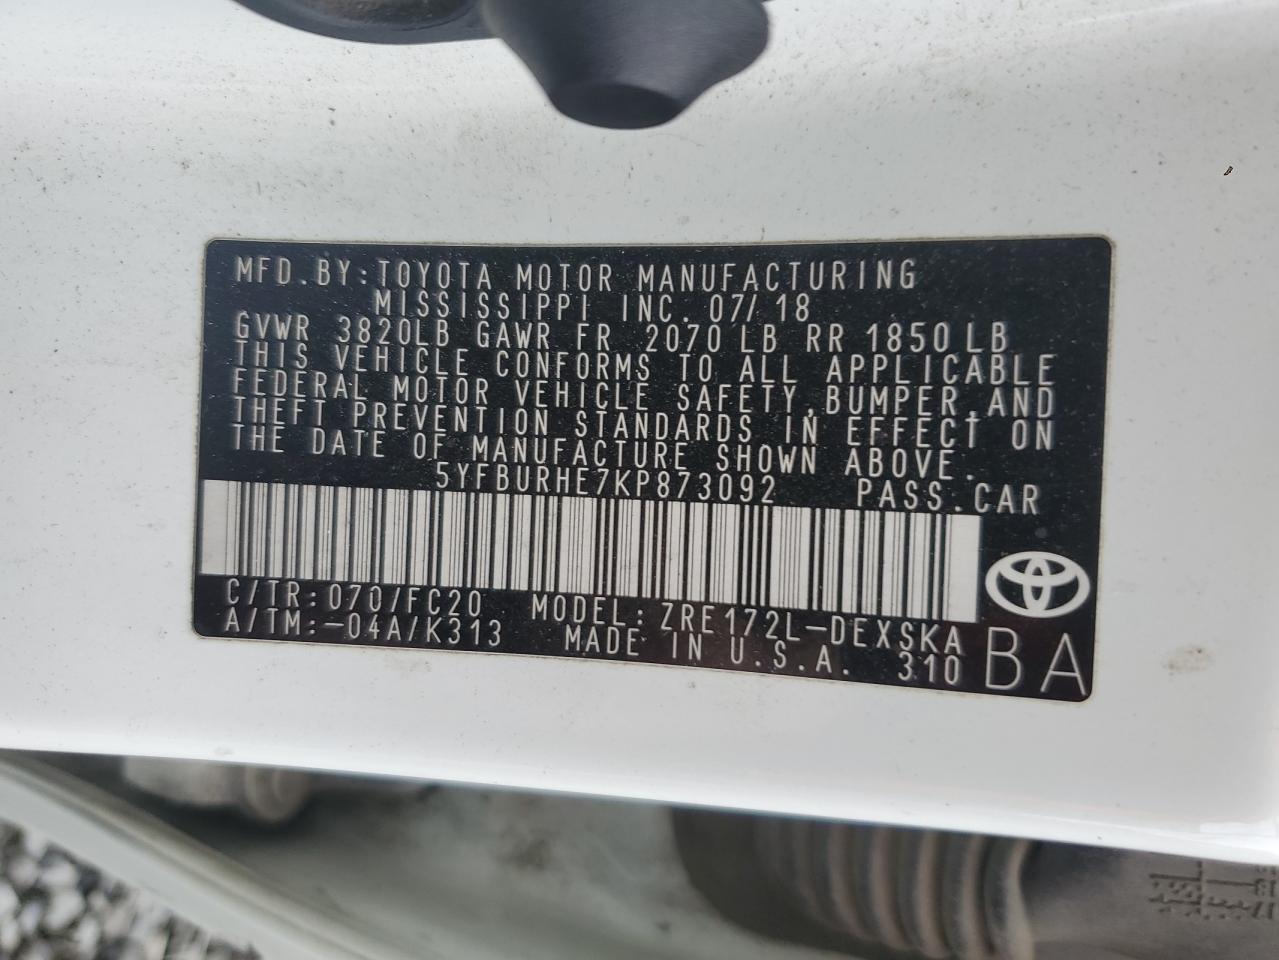 MFD.BY:TOYOTA MOTOR MANUFACTURING
MISSISSIPPI INC. 07/18
GVWR 3820LB GAWR FR 2070 LB RR 1850 LB
THIS VEHICLE CONFORMS TO ALL APPLICABLE
FEDERAL MOTOR VEHICLE SAFETY,BUMPER,AND
THEFT PREVENTION STANDARDS IN EFFECT ON
THE DATE OF MANUFACTURE SHOWN ABOVE.
5YFBURHE7KP873092 PASS.CAR
C/TR:070/FC20 MODEL:ZRE172L-DEXSKA
A/TM:-04A/K313 MADE IN U.S.A. 310 BA